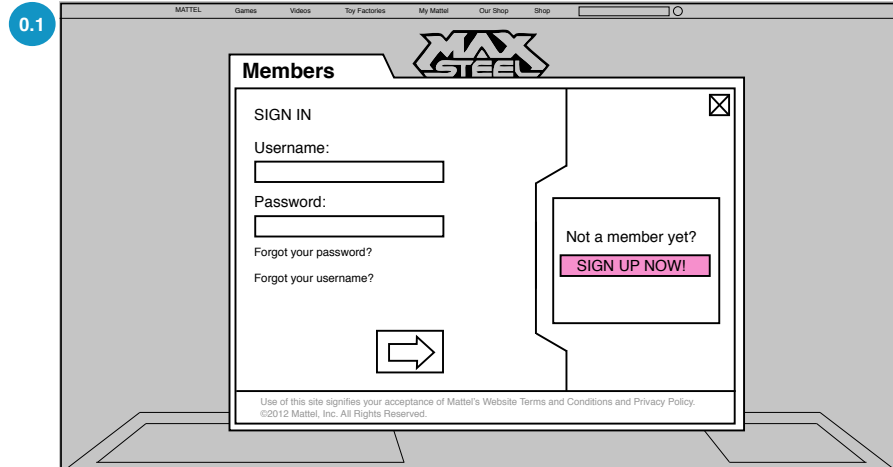 0.1
MATTEL Games Videos Toy Factories My Mattel Our Shop Shop
MAX
STEEL
Members
SIGN IN
Username:
Password:
Forgot your password?
Forgot your username?
Not a member yet?
SIGN UP NOW!
Use of this site signifies your acceptance of Mattel's Website Terms and Conditions and Privacy Policy.
©2012 Mattel, Inc. All Rights Reserved.